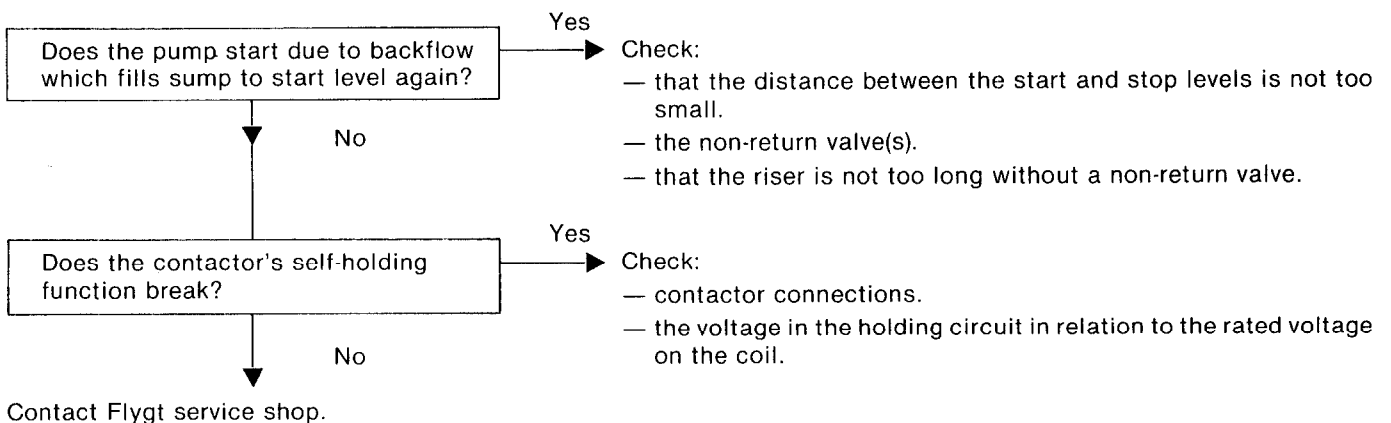 Does the pump start due to backflow
which fills sump to start level again?
Yes
Check:
— that the distance between the start and stop levels is not too
small.
— the non-return valve(s).
— that the riser is not too long without a non-return valve.
No
Does the contactor's self-holding
function break?
Yes
Check:
— contactor connections.
— the voltage in the holding circuit in relation to the rated voltage
on the coil.
No
Contact Flygt service shop.